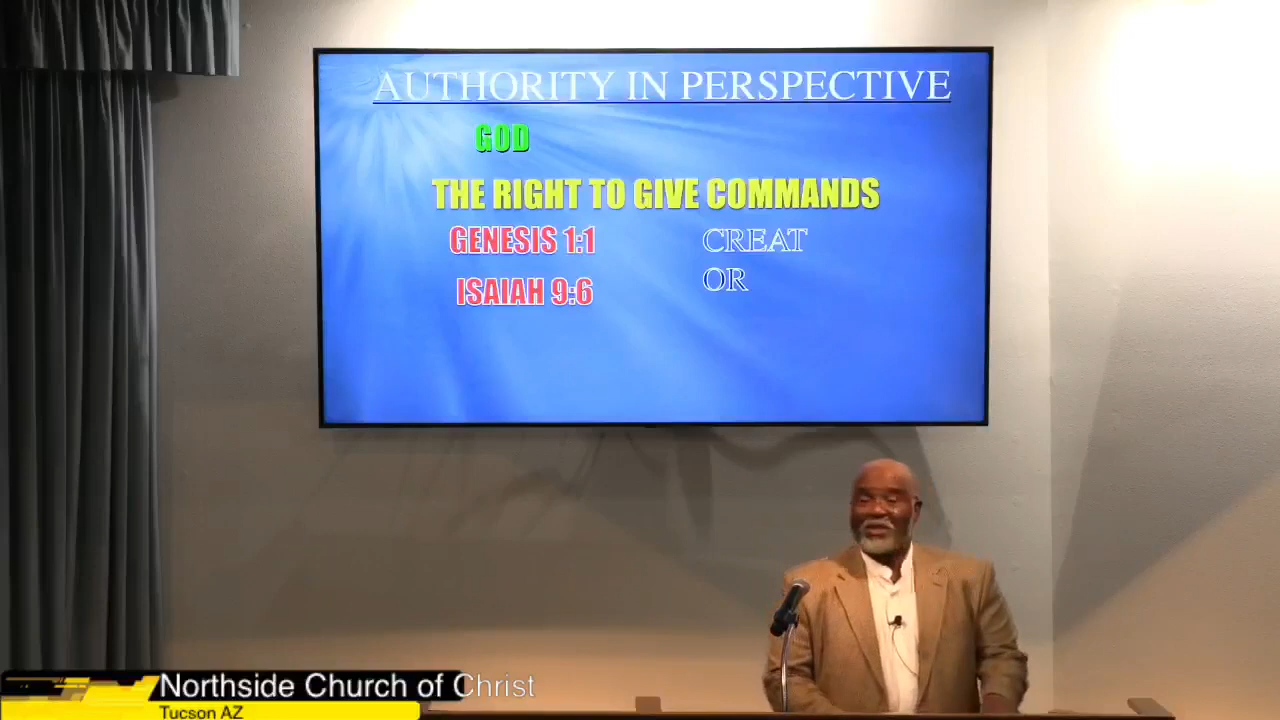 AUTHORITY IN PERSPECTIVE
GOD
THE RIGHT TO GIVE COMMANDS
GENESIS 1:1
CREAT
OR
ISAIAH 9:6
Northside Church of Christ
Tucson AZ